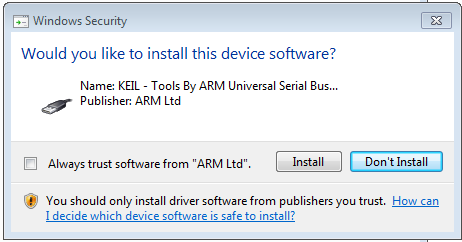 Windows Security
Would you like to install this device software?
Name: KEIL - Tools By ARM Universal Serial Bus...
Publisher: ARM Ltd
Always trust software from "ARM Ltd".
Install
Don't Install
You should only install driver software from publishers you trust. How can
I decide which device software is safe to install?